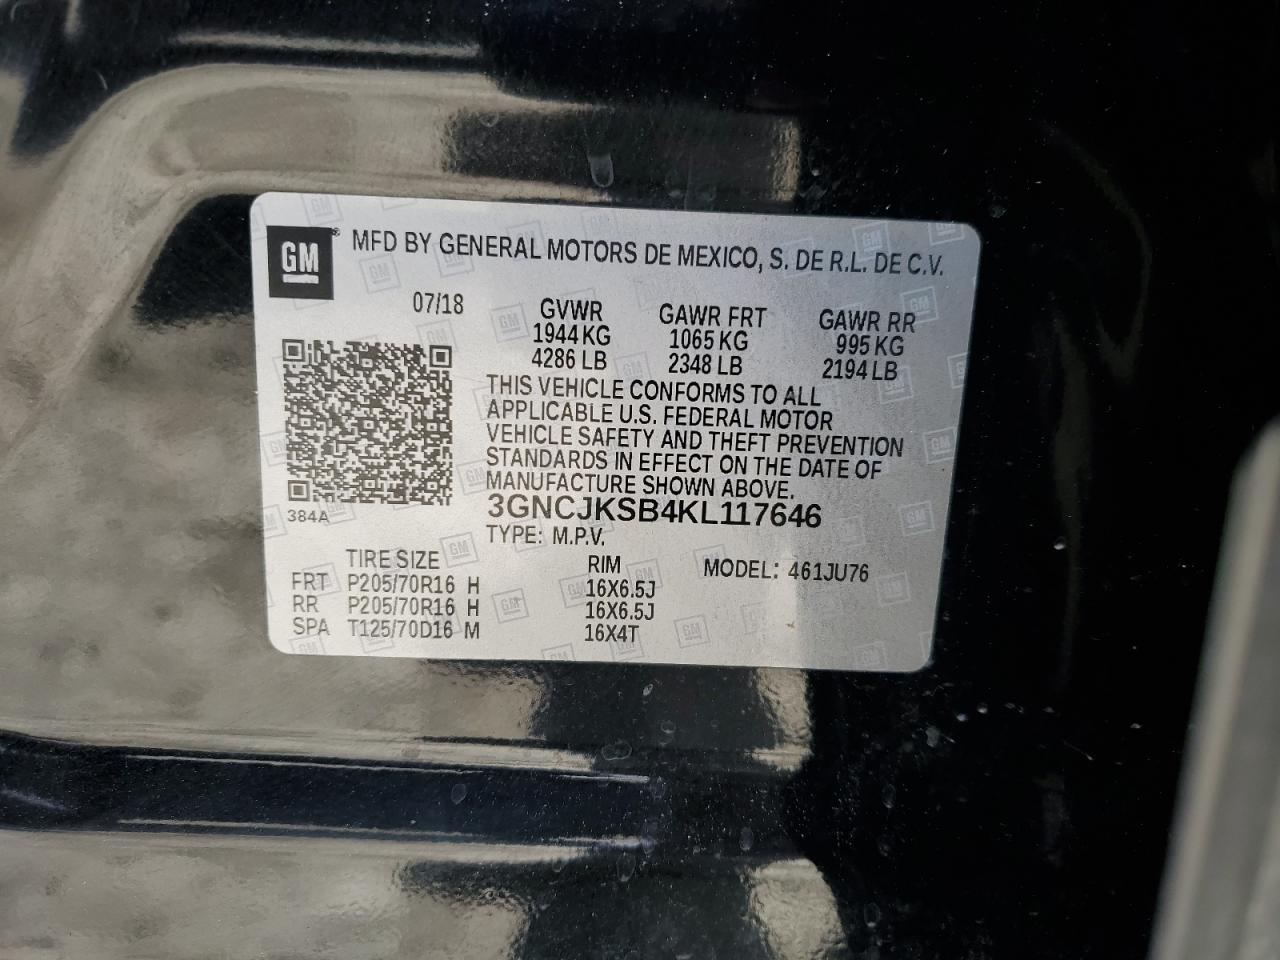 GM ® MFD BY GENERAL MOTORS DE MEXICO, S. DE R.L. DE C.V.
07/18 GVWR GAWR FRT GAWR RR
1944 KG 1065 KG 995 KG
4286 LB 2348 LB 2194 LB
THIS VEHICLE CONFORMS TO ALL
APPLICABLE U.S. FEDERAL MOTOR
VEHICLE SAFETY AND THEFT PREVENTION
STANDARDS IN EFFECT ON THE DATE OF
MANUFACTURE SHOWN ABOVE.
384A 3GNCJKSB4KL117646
TYPE: M.P.V.
TIRE SIZE RIM MODEL: 461JU76
FRT P205/70R16 H 16X6.5J
RR P205/70R16 H 16X6.5J
SPA T125/70D16 M 16X4T